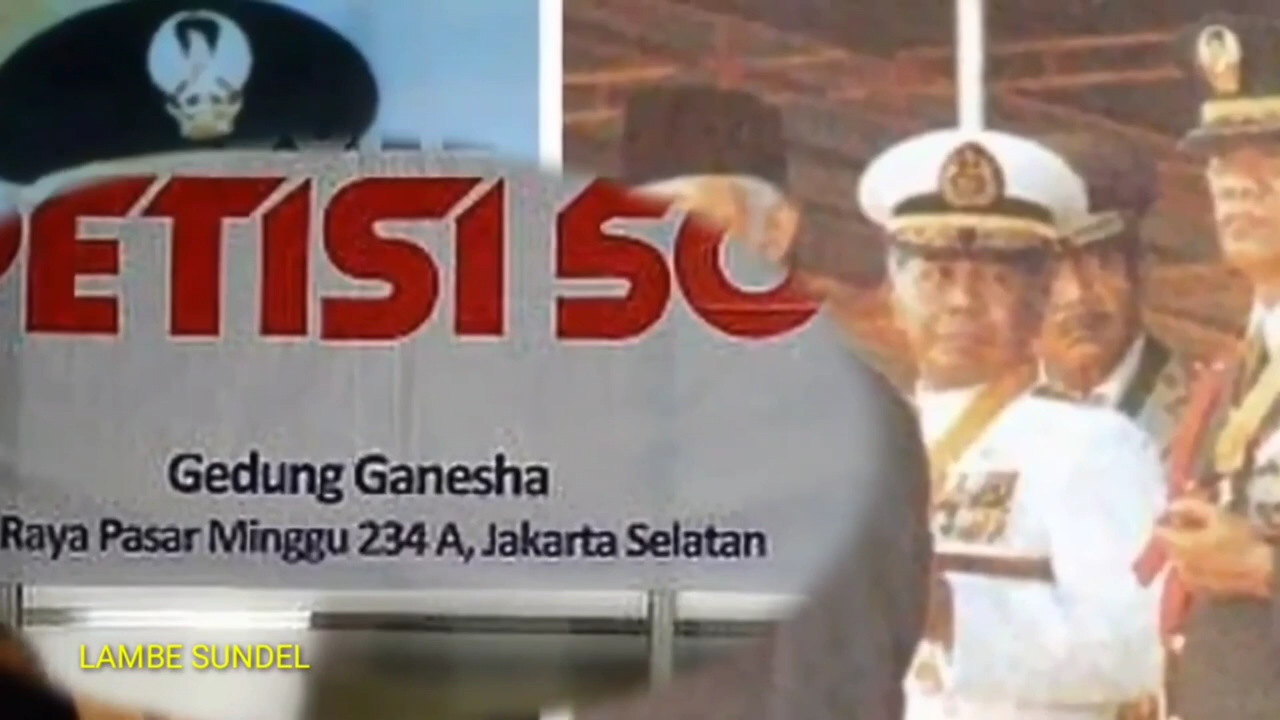 PETISI 50
Gedung Ganesha
Raya Pasar Minggu 234 A, Jakarta Selatan
LAMBE SUNDEL